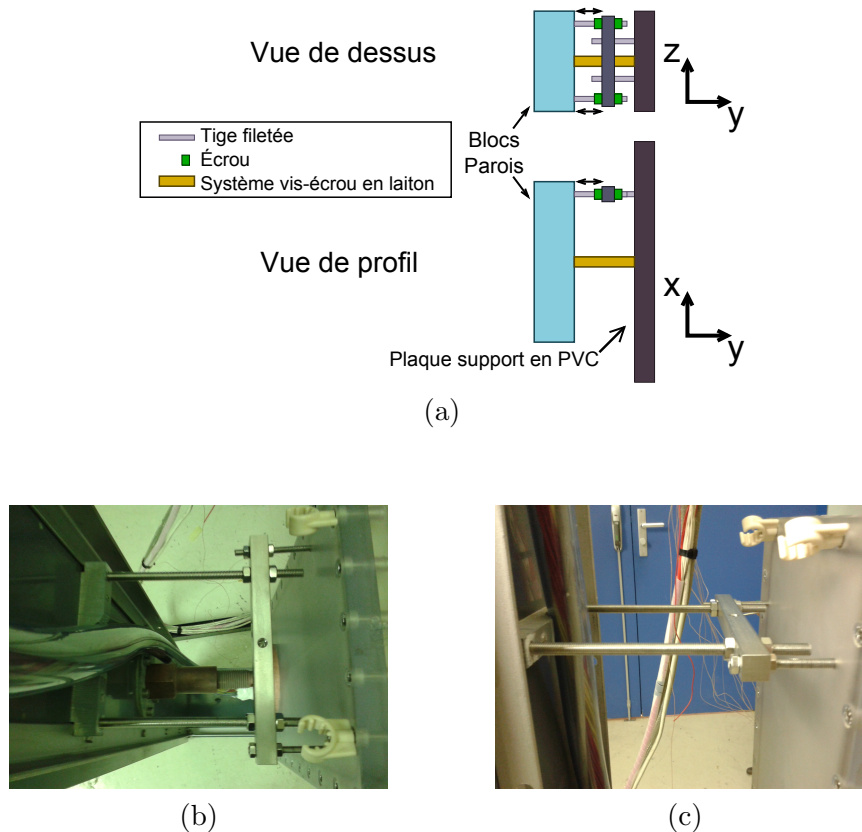 Vue de dessus
z
y
Blocs
Parois
Tige filetée
Écrou
Système vis-écrou en laiton
Vue de profil
x
y
Plaque support en PVC
(a)
(b)
(c)